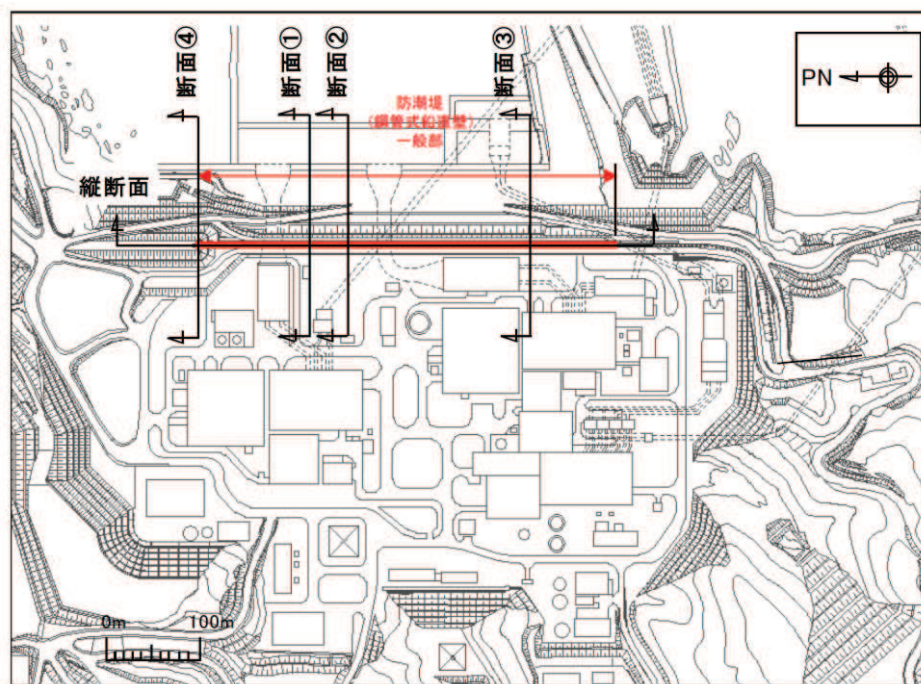 断面④
断面①
断面②
断面③
PN
防潮堤
(鋼管式鉛直壁)
一般部
縦断面
0m
100m